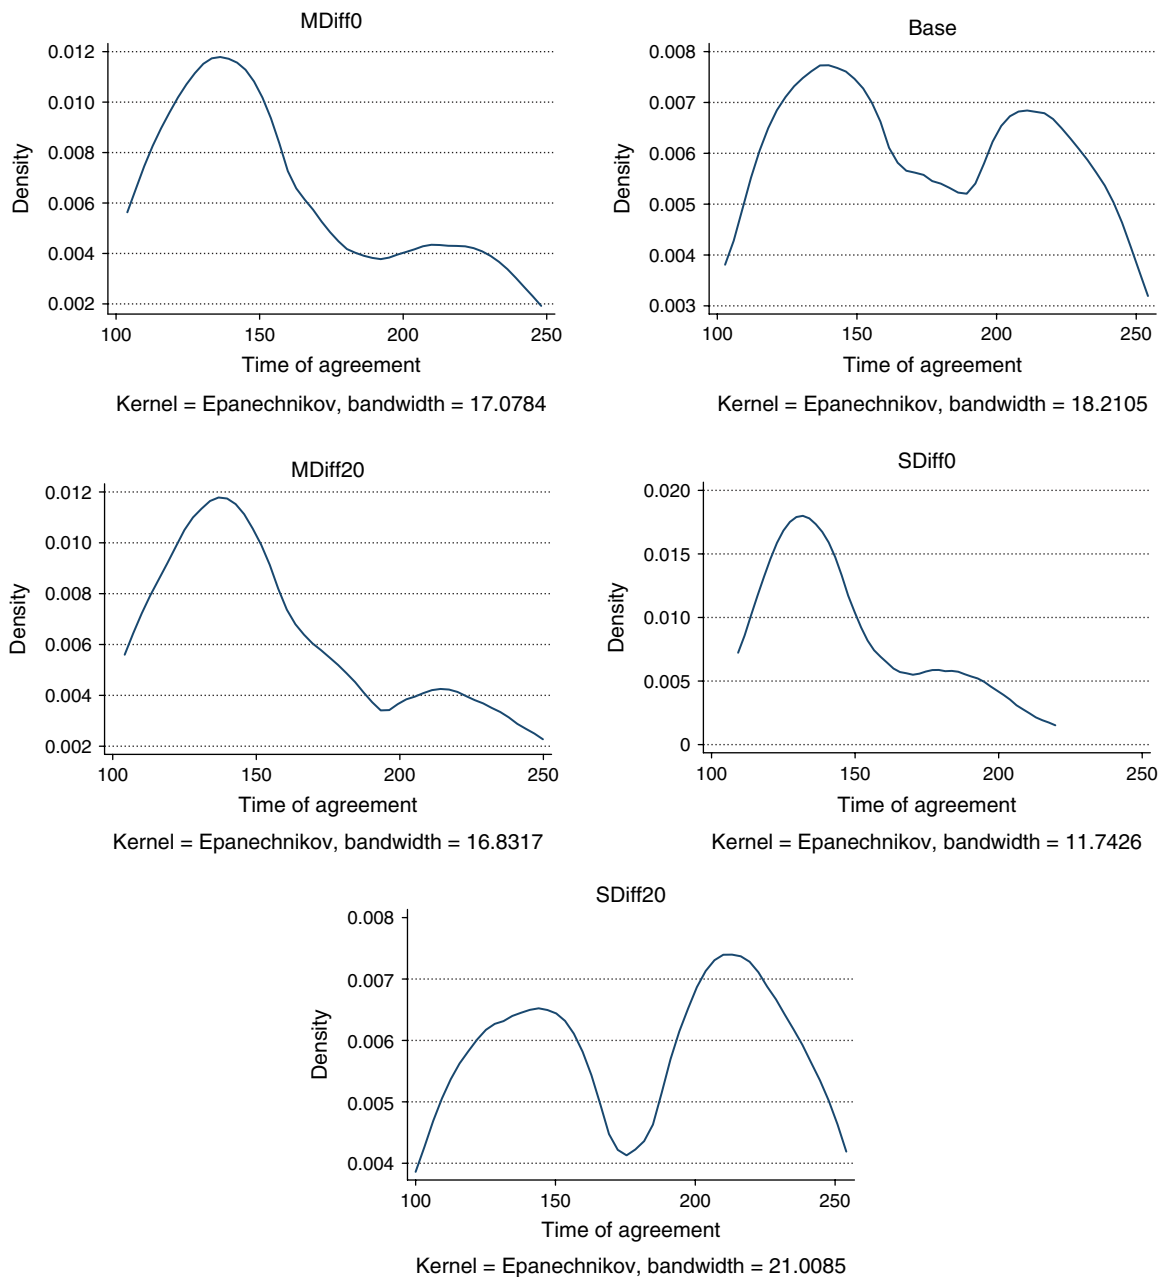 MDiff0
0.012
0.010
0.008
0.006
0.004
0.002
Density
100 150 200 250
Time of agreement
Kernel = Epanechnikov, bandwidth = 17.0784
Base
0.008
0.007
0.006
0.005
0.004
0.003
Density
100 150 200 250
Time of agreement
Kernel = Epanechnikov, bandwidth = 18.2105
MDiff20
0.012
0.010
0.008
0.006
0.004
0.002
Density
100 150 200 250
Time of agreement
Kernel = Epanechnikov, bandwidth = 16.8317
SDiff0
0.020
0.015
0.010
0.005
0
Density
100 150 200 250
Time of agreement
Kernel = Epanechnikov, bandwidth = 11.7426
SDiff20
0.008
0.007
0.006
0.005
0.004
Density
100 150 200 250
Time of agreement
Kernel = Epanechnikov, bandwidth = 21.0085